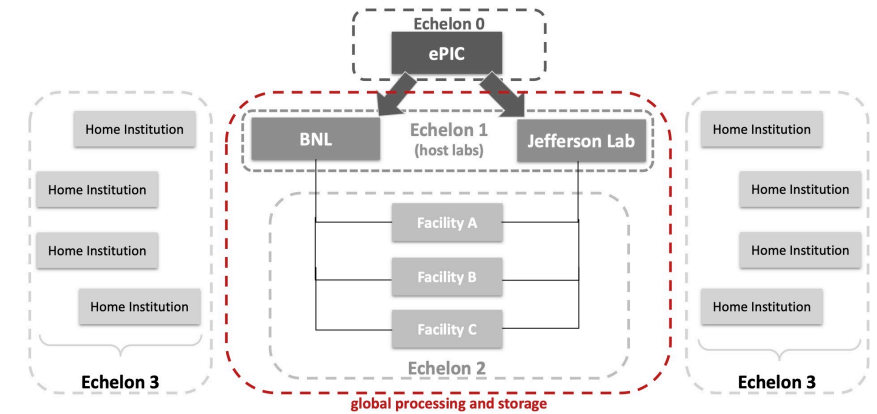 Echelon 0
ePIC
BNL
Echelon 1
(host labs)
Jefferson Lab
Facility A
Facility B
Facility C
Echelon 2
global processing and storage
Home Institution
Home Institution
Home Institution
Home Institution
Echelon 3
Home Institution
Home Institution
Home Institution
Home Institution
Echelon 3